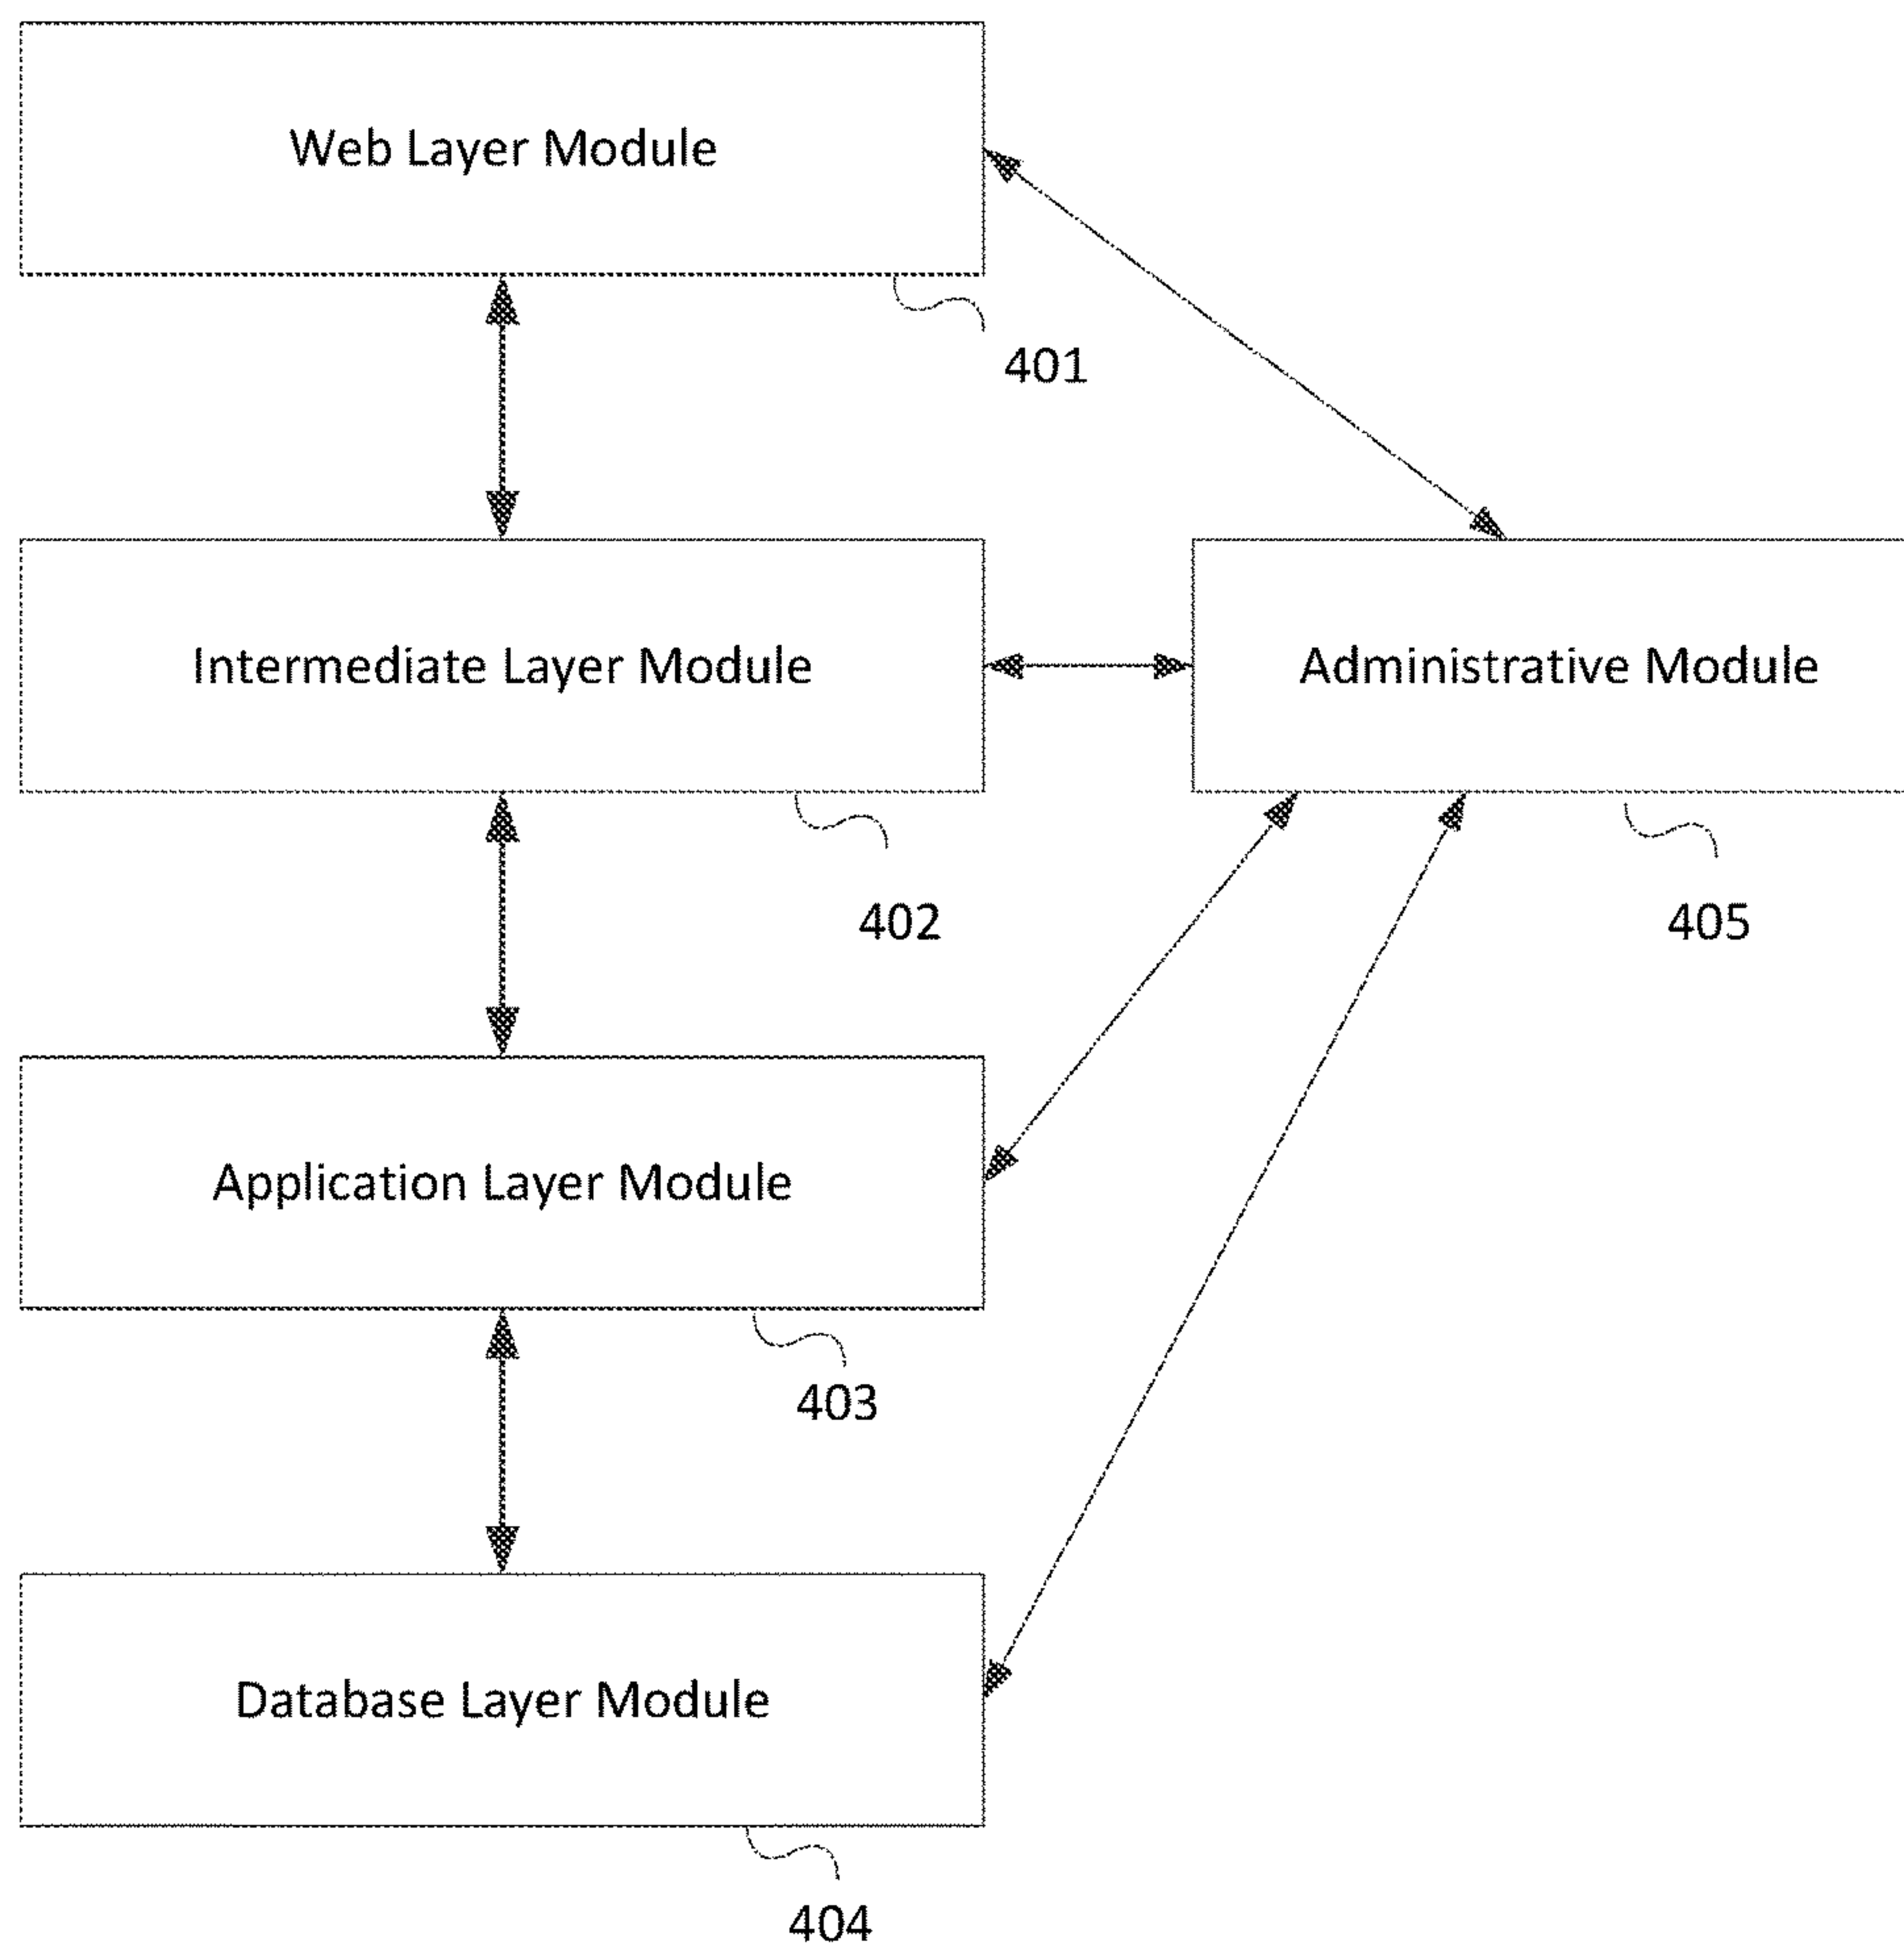 Web Layer Module
401
Intermediate Layer Module
Administrative Module
402
405
Application Layer Module
403
Database Layer Module
404